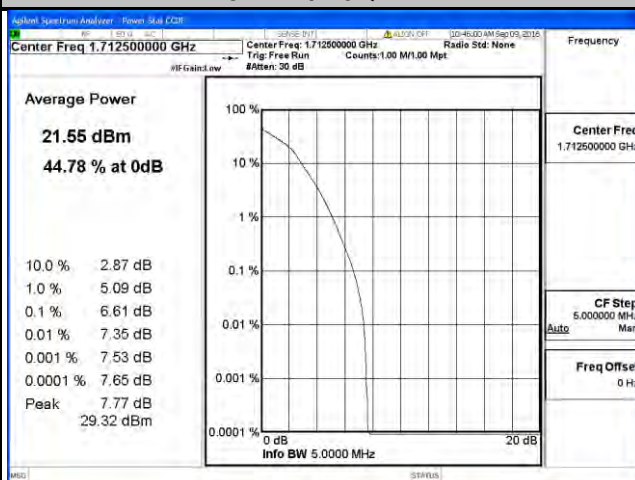 Agilent Spectrum Analyzer - Power Stat CCDF
RF 50 Ω AC SENSE:INT ALIGN OFF 10:46:00 AM Sep 09, 2016
Center Freq 1.712500000 GHz
Center Freq: 1.712500000 GHz Radio Std: None
Trig: Free Run Counts:1.00 M/1.00 Mpt
#IFGain:Low #Atten: 30 dB
Frequency
Average Power
21.55 dBm
44.78 % at 0dB
10.0 % 2.87 dB
1.0 % 5.09 dB
0.1 % 6.61 dB
0.01 % 7.35 dB
0.001 % 7.53 dB
0.0001 % 7.65 dB
Peak 7.77 dB
29.32 dBm
100 %
10 %
1 %
0.1 %
0.01 %
0.001 %
0.0001 %
0 dB 20 dB
Info BW 5.0000 MHz
Center Freq
1.712500000 GHz
CF Step
5.000000 MHz
Auto Man
Freq Offset
0 Hz
MSG STATUS